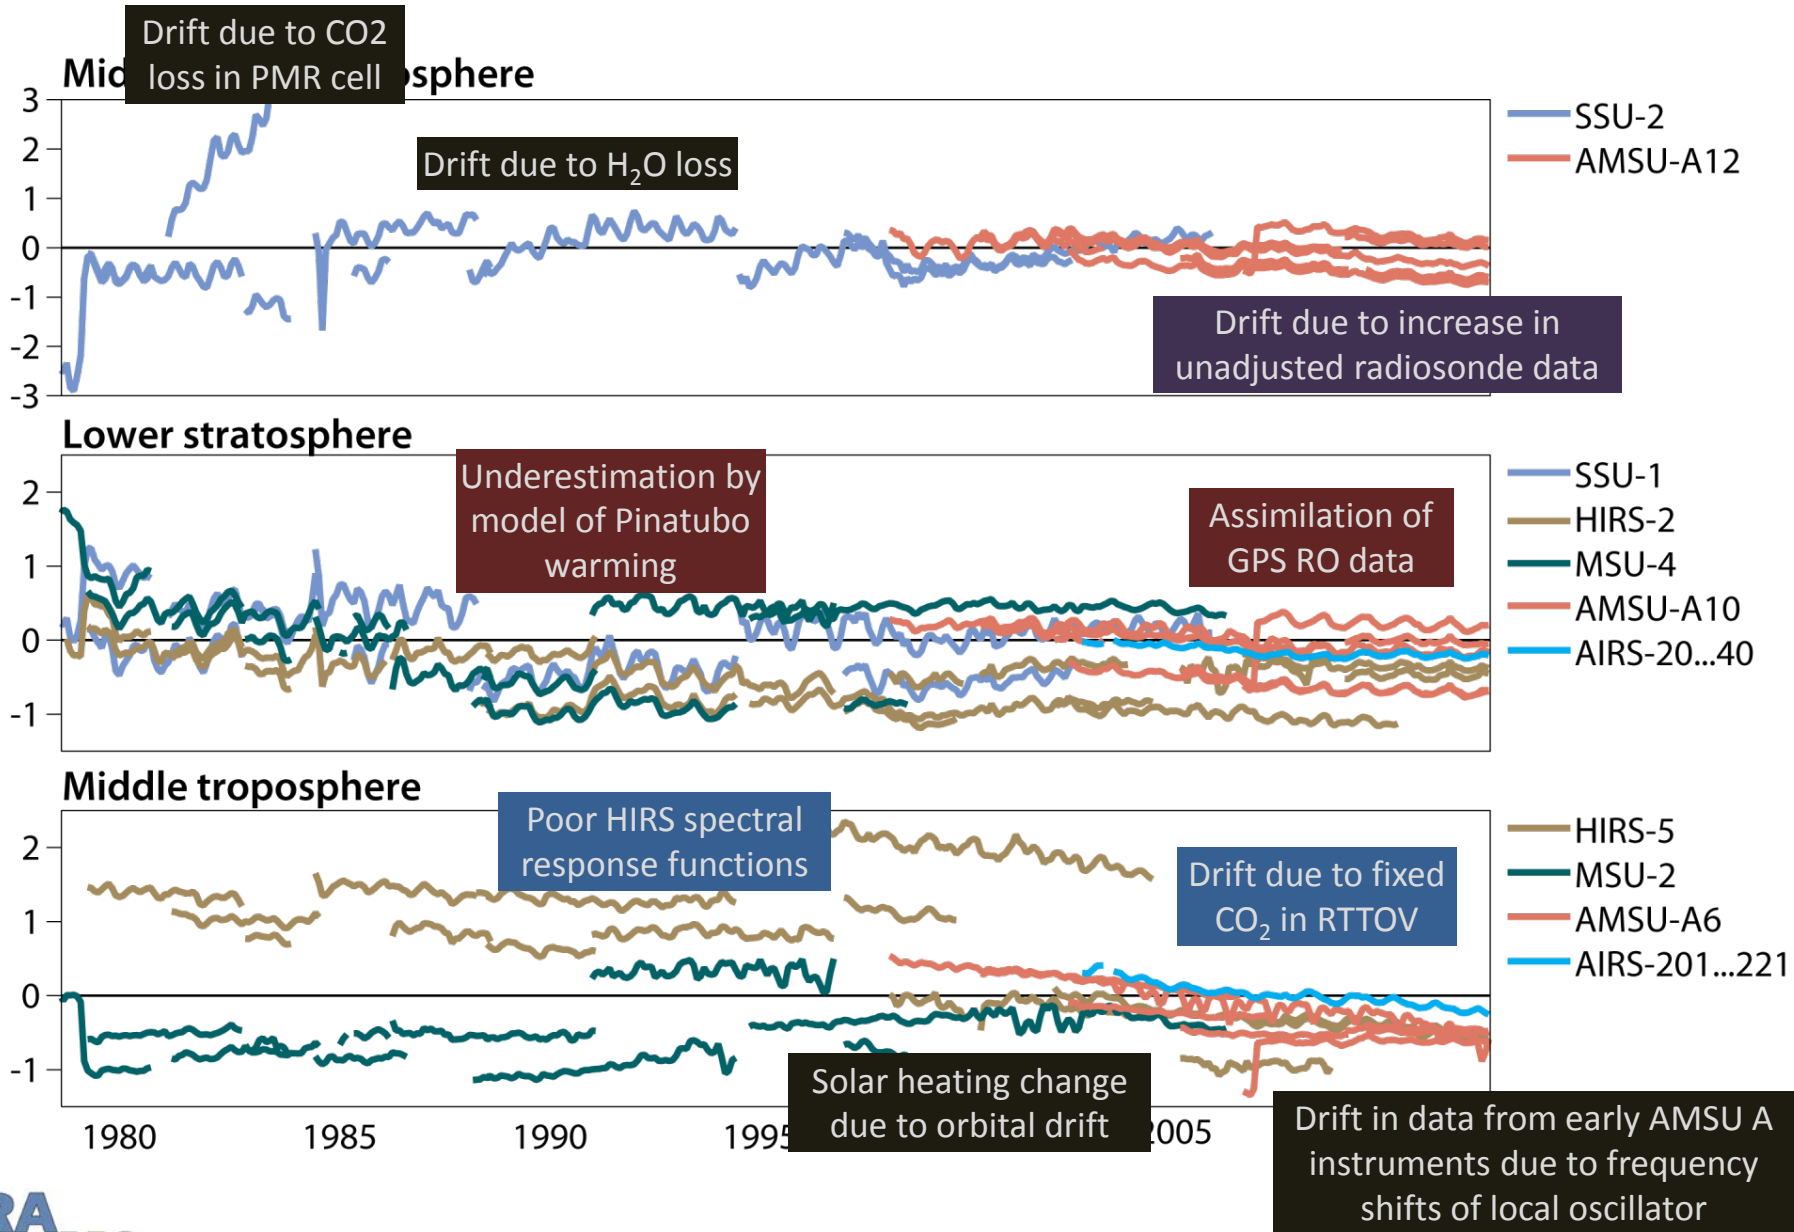 Drift due to CO2
loss in PMR cell
Mid sphere
3
2
1
0
-1
-2
-3
Drift due to H₂O loss
SSU-2
AMSU-A12
Drift due to increase in
unadjusted radiosonde data
Lower stratosphere
2
1
0
-1
Underestimation by
model of Pinatubo
warming
Assimilation of
GPS RO data
SSU-1
HIRS-2
MSU-4
AMSU-A10
AIRS-20...40
Middle troposphere
2
1
0
-1
Poor HIRS spectral
response functions
Drift due to fixed
CO₂ in RTTOV
HIRS-5
MSU-2
AMSU-A6
AIRS-201...221
Solar heating change
due to orbital drift
1980 1985 1990 1995 2005
Drift in data from early AMSU A
instruments due to frequency
shifts of local oscillator
RA